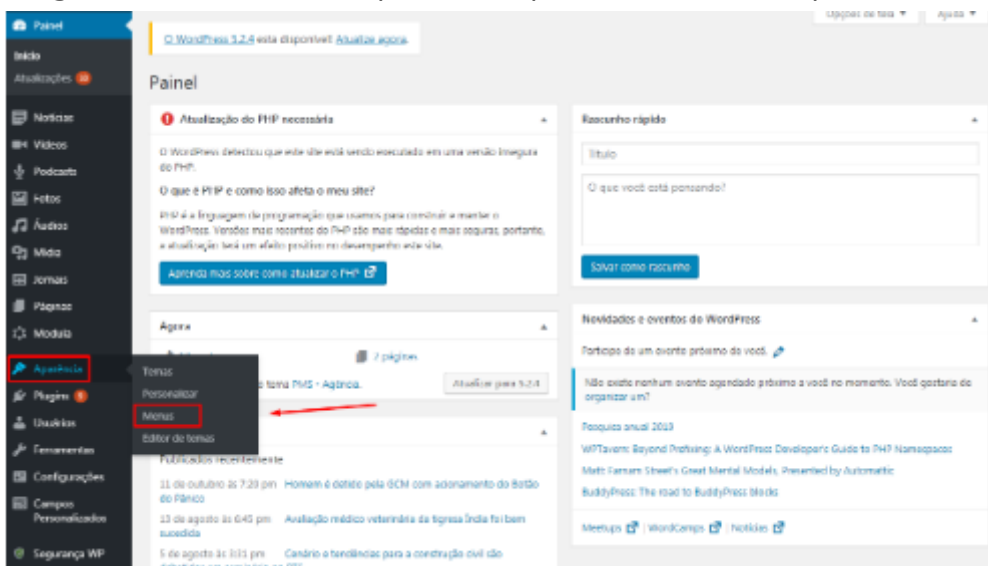 Painel
Início
Atualizações
Notícias
Vídeos
Podcasts
Fotos
Áudios
Mídia
Jornais
Páginas
Modula
Aparência
Plugins
Usuários
Ferramentas
Configurações
Campos
Personalizados
Segurança WP
Temas
Personalizar
Menus
Editor de temas
Opções de tela
Ajuda
O WordPress 5.2.4 está disponível! Atualize agora.
Painel
Atualização do PHP necessária
O WordPress detectou que este site está sendo executado em uma versão insegura
do PHP.
O que é PHP e como isso afeta o meu site?
PHP é a linguagem de programação que usamos para construir e manter o
WordPress. Versões mais recentes do PHP são mais rápidas e mais seguras, portanto,
a atualização terá um efeito positivo no desempenho este site.
Aprenda mais sobre como atualizar o PHP
Agora
7 páginas
tema PMS - Agência.
Atualizar para 5.2.4
Publicados recentemente
11 de outubro às 7:20 pm Homem é detido pela GCM com acionamento do Botão
do Pânico
13 de agosto às 6:45 pm Avaliação médico veterinária da tigresa Índia foi bem
sucedida
5 de agosto às 3:31 pm Cenário e tendências para a construção civil são
Rascunho rápido
Título
O que você está pensando?
Salvar como rascunho
Novidades e eventos do WordPress
Participe de um evento próximo de você.
Não existe nenhum evento agendado próximo a você no momento. Você gostaria de
organizar um?
Pesquisa anual 2019
WPTavern: Beyond Prefixing: A WordPress Developer's Guide to PHP Namespaces
Matt: Farnam Street's Great Mental Models, Presented by Automattic
BuddyPress: The road to BuddyPress blocks
Meetups | WordCamps | Notícias